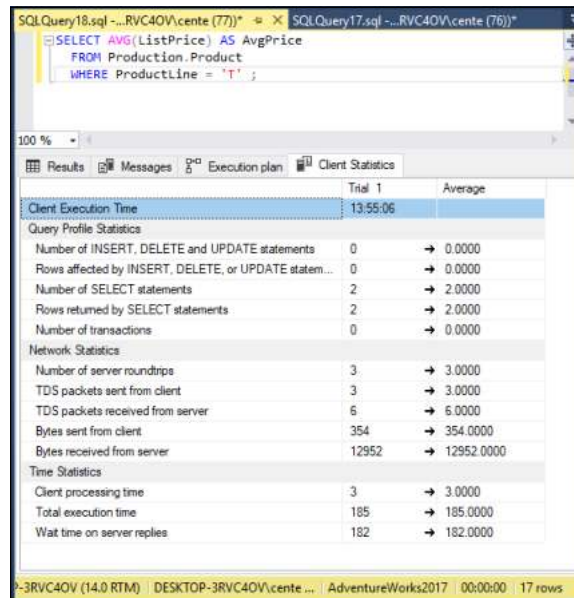 SQLQuery18.sql -...RVC4OV\cente (77))* SQLQuery17.sql -...RVC4OV\cente (76))*
SELECT AVG(ListPrice) AS AvgPrice
FROM Production.Product
WHERE ProductLine = 'T' ;
100 %
Results Messages Execution plan Client Statistics
Trial 1 Average
Client Execution Time 13:55:06
Query Profile Statistics
Number of INSERT, DELETE and UPDATE statements 0 → 0.0000
Rows affected by INSERT, DELETE, or UPDATE statem... 0 → 0.0000
Number of SELECT statements 2 → 2.0000
Rows returned by SELECT statements 2 → 2.0000
Number of transactions 0 → 0.0000
Network Statistics
Number of server roundtrips 3 → 3.0000
TDS packets sent from client 3 → 3.0000
TDS packets received from server 6 → 6.0000
Bytes sent from client 354 → 354.0000
Bytes received from server 12952 → 12952.0000
Time Statistics
Client processing time 3 → 3.0000
Total execution time 185 → 185.0000
Wait time on server replies 182 → 182.0000
P-3RVC4OV (14.0 RTM) DESKTOP-3RVC4OV\cente ... AdventureWorks2017 00:00:00 17 rows